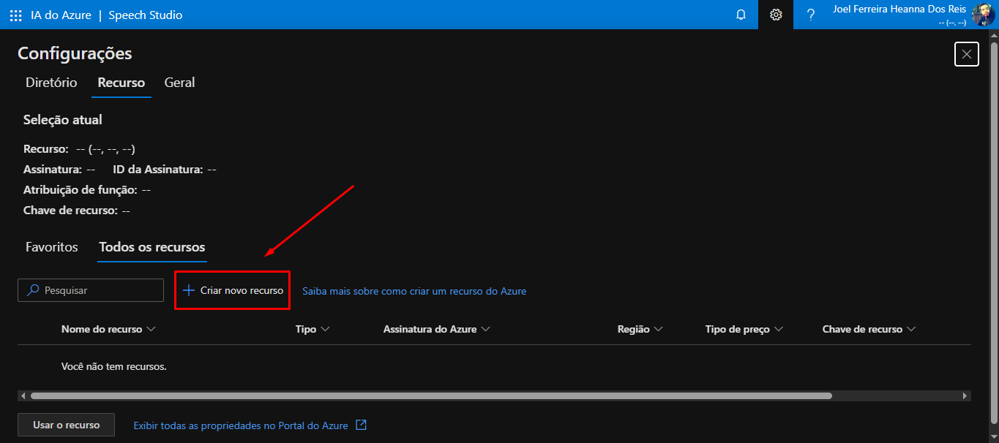 IA do Azure | Speech Studio
Joel Ferreira Heanna Dos Reis
-- (--, --)
Configurações
Diretório Recurso Geral
Seleção atual
Recurso: -- (--, --, --)
Assinatura: -- ID da Assinatura: --
Atribuição de função: --
Chave de recurso: --
Favoritos Todos os recursos
Pesquisar + Criar novo recurso Saiba mais sobre como criar um recurso do Azure
Nome do recurso Tipo Assinatura do Azure Região Tipo de preço Chave de recurso
Você não tem recursos.
Usar o recurso Exibir todas as propriedades no Portal do Azure